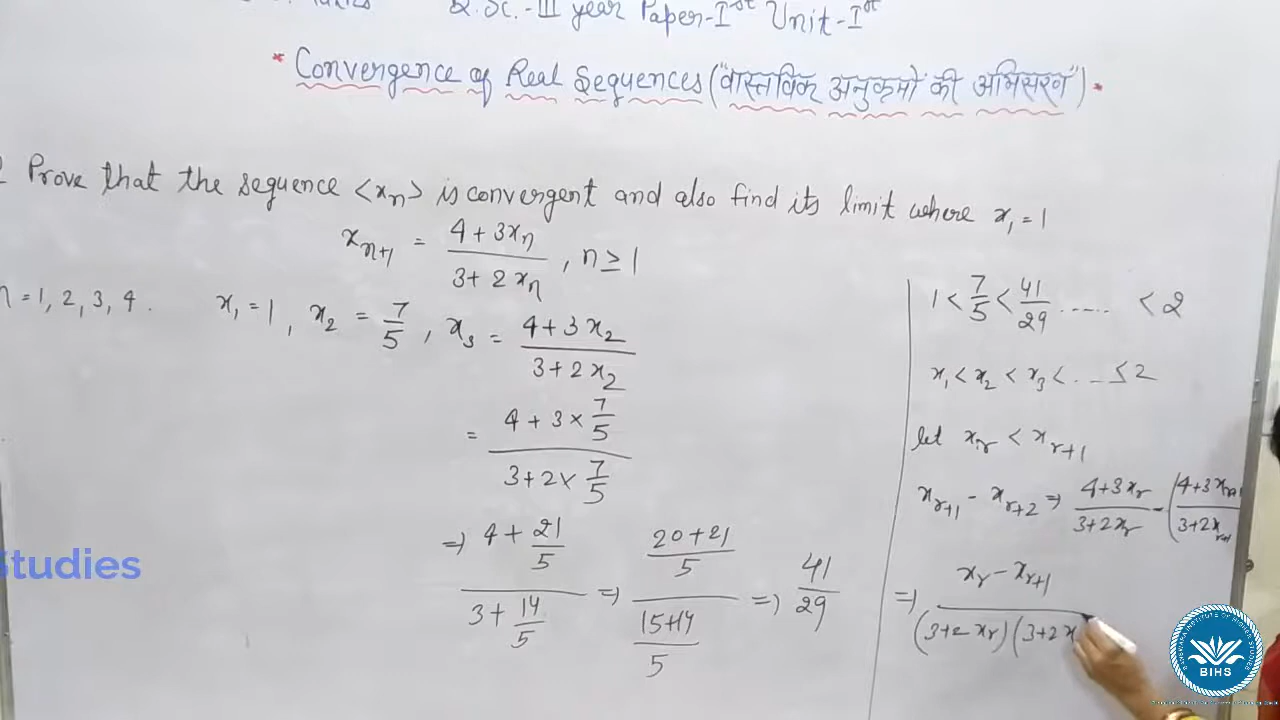 B.Sc.-III year Paper-Ist Unit-Ist
* Convergence of Real Sequences ("वास्तविक अनुक्रमो की अभिसरण") *
Prove that the sequence <xₙ> is convergent and also find its limit where x₁ = 1
xₙ₊₁ = (4 + 3xₙ)/(3 + 2xₙ), n ≥ 1
n = 1, 2, 3, 4. x₁ = 1, x₂ = 7/5, x₃ = (4 + 3x₂)/(3 + 2x₂)
= (4 + 3 × 7/5)/(3 + 2 × 7/5)
⇒ (4 + 21/5)/(3 + 14/5) ⇒ ((20 + 21)/5)/((15 + 14)/5) ⇒ 41/29
1 < 7/5 < 41/29 ...... < 2
x₁ < x₂ < x₃ < ... ≤ 2
let xᵣ < xᵣ₊₁
xᵣ₊₁ - xᵣ₊₂ ⇒ (4+3xᵣ)/(3+2xᵣ) - (4+3xᵣ₊₁/3+2xᵣ₊₁
⇒ (xᵣ - xᵣ₊₁)/(3+2xᵣ)(3+2x
Studies
BIHS